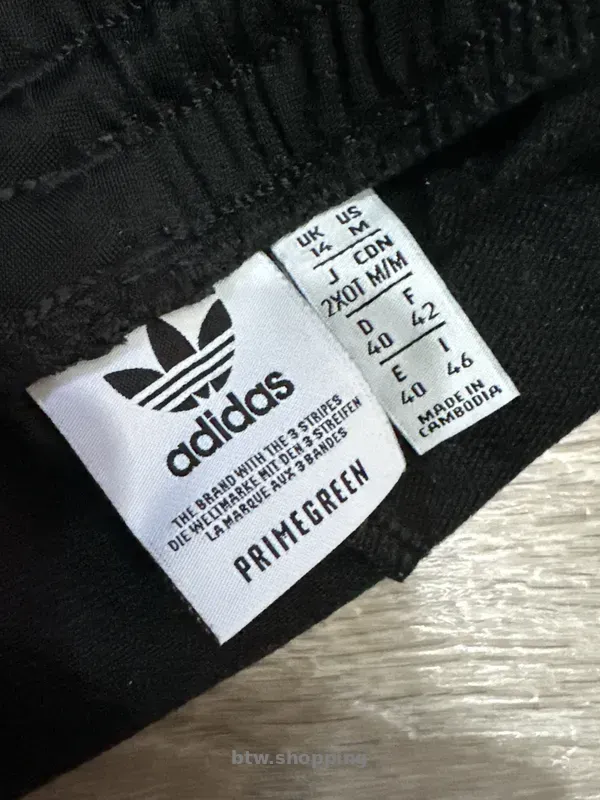 adidas
THE BRAND WITH THE 3 STRIPES
DIE WELTMARKE MIT DEN 3 STREIFEN
LA MARQUE AUX 3 BANDES
PRIMEGREEN
UK US
14 M
J CDN
2XOT M/M
D F
40 42
E I
40 46
MADE IN
CAMBODIA
btw.shopping